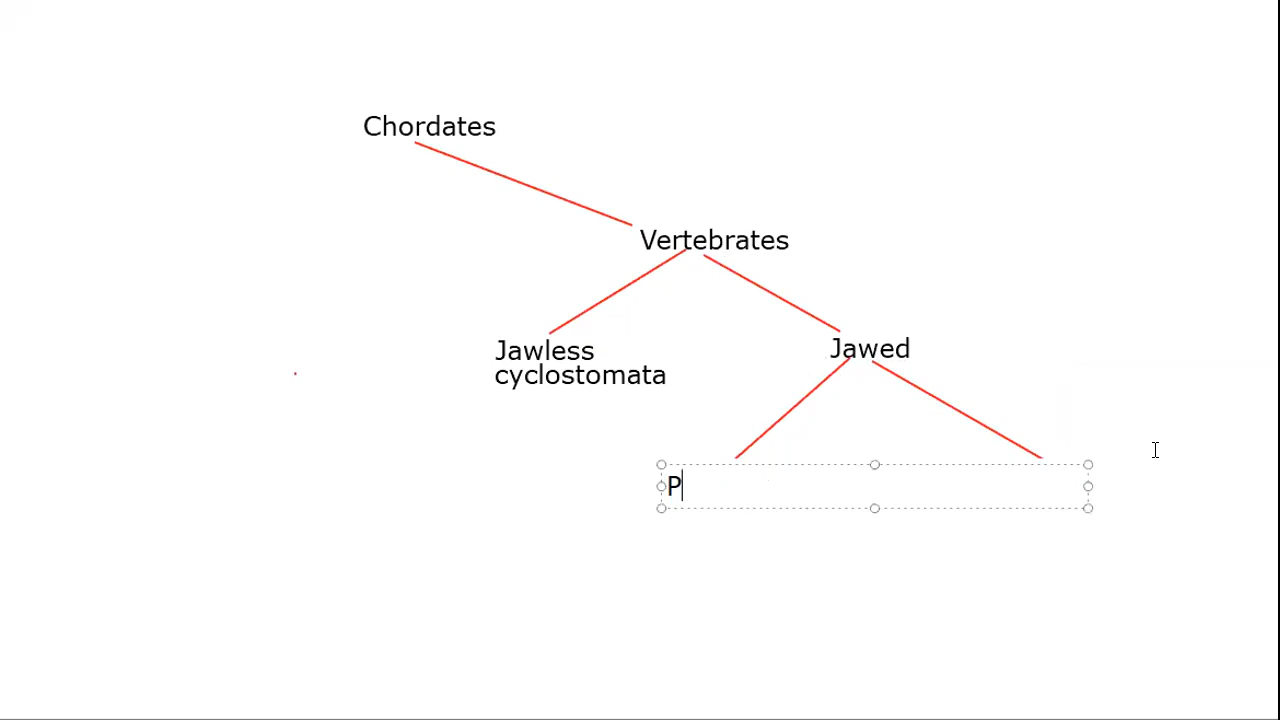 Chordates
Vertebrates
Jawless
cyclostomata
Jawed
P